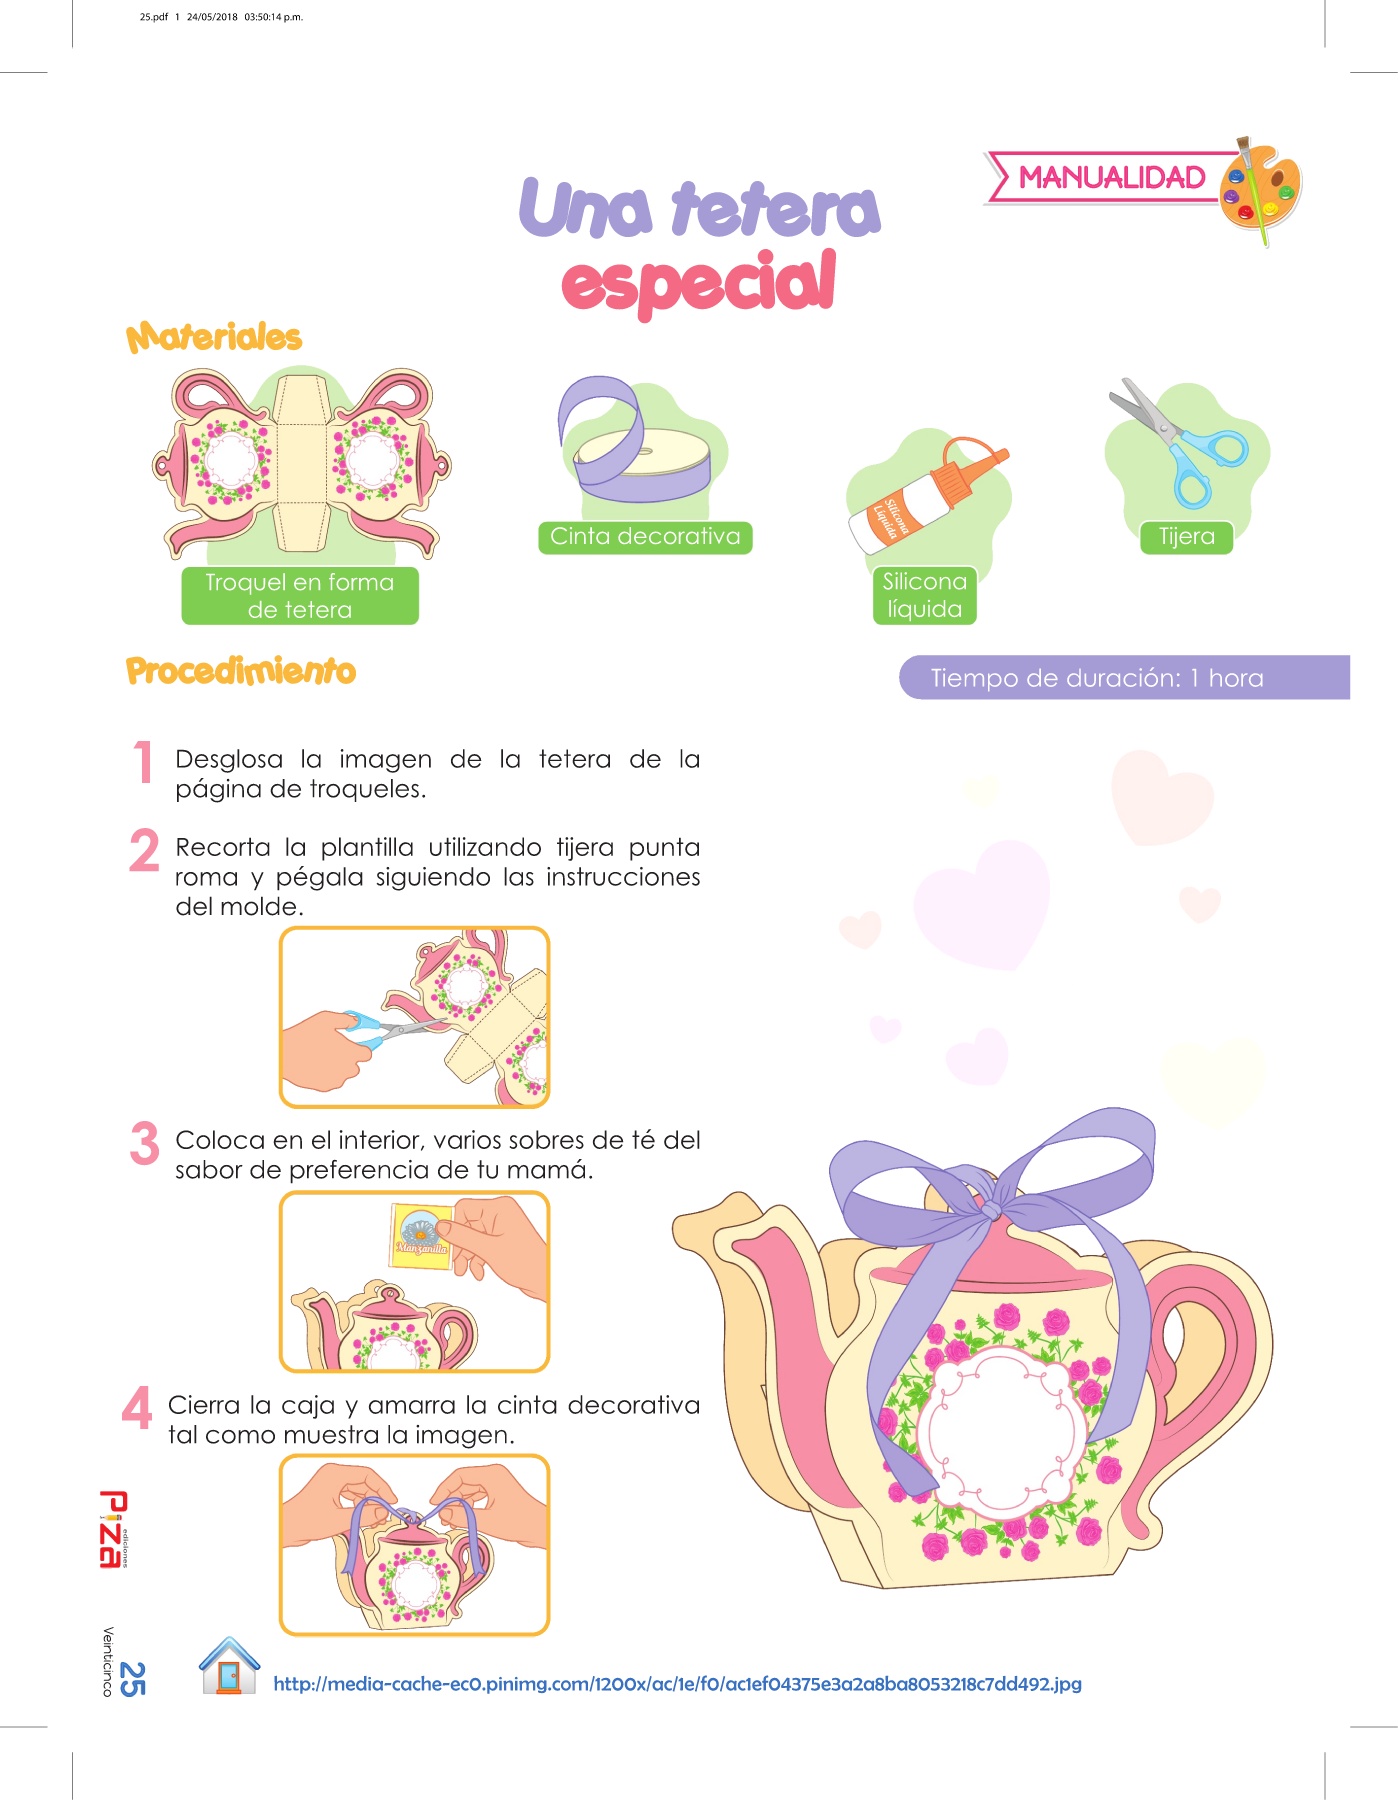 25.pdf 1 24/05/2018 03:50:14 p.m.
MANUALIDAD
Una tetera
especial
Materiales
Troquel en forma
de tetera
Cinta decorativa
Silicona
Líquida
Silicona
líquida
Tijera
Procedimiento
Tiempo de duración: 1 hora
1 Desglosa la imagen de la tetera de la
página de troqueles.
2 Recorta la plantilla utilizando tijera punta
roma y pégala siguiendo las instrucciones
del molde.
3 Coloca en el interior, varios sobres de té del
sabor de preferencia de tu mamá.
Manzanilla
4 Cierra la caja y amarra la cinta decorativa
tal como muestra la imagen.
Piza
ediciones
Veinticinco
25
http://media-cache-ec0.pinimg.com/1200x/ac/1e/f0/ac1ef04375e3a2a8ba8053218c7dd492.jpg